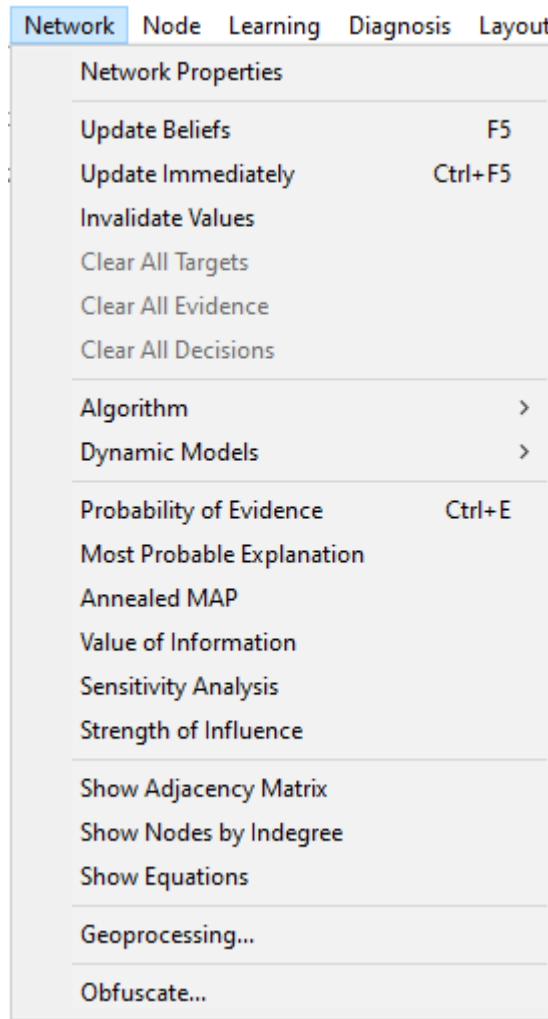 Network Node Learning Diagnosis Layout
Network Properties
Update Beliefs F5
Update Immediately Ctrl+F5
Invalidate Values
Clear All Targets
Clear All Evidence
Clear All Decisions
Algorithm >
Dynamic Models >
Probability of Evidence Ctrl+E
Most Probable Explanation
Annealed MAP
Value of Information
Sensitivity Analysis
Strength of Influence
Show Adjacency Matrix
Show Nodes by Indegree
Show Equations
Geoprocessing...
Obfuscate...